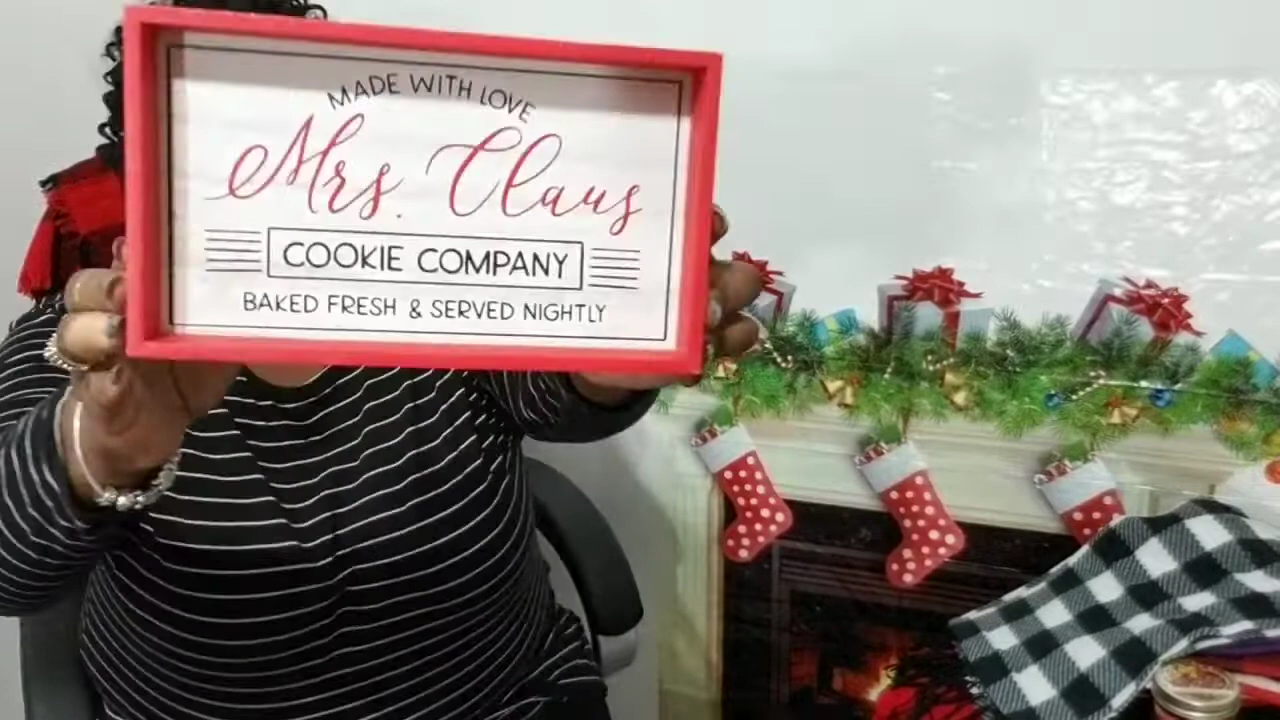 MADE WITH LOVE
Mrs. Claus
COOKIE COMPANY
BAKED FRESH & SERVED NIGHTLY